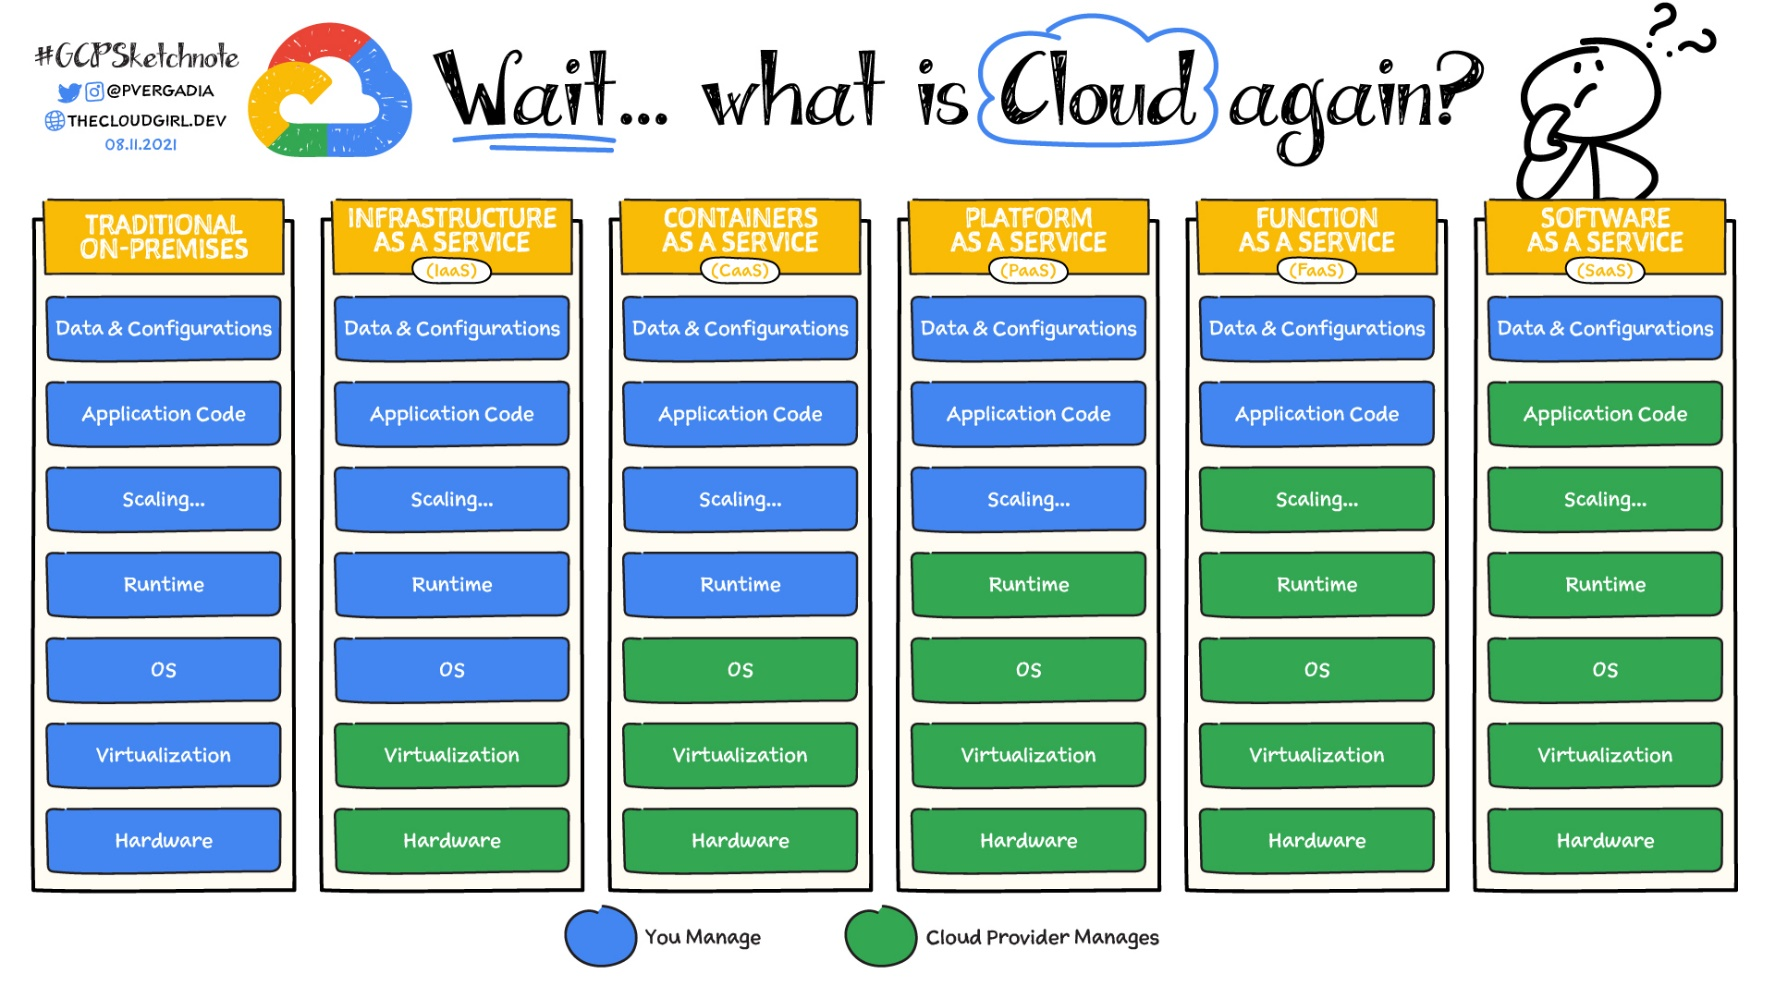 #GCPSketchnote
@PVERGADIA
THECLOUDGIRL.DEV
08.11.2021
Wait... what is Cloud again?
? ? ?
TRADITIONAL
ON-PREMISES
Data & Configurations
Application Code
Scaling...
Runtime
OS
Virtualization
Hardware
INFRASTRUCTURE
AS A SERVICE
(IaaS)
Data & Configurations
Application Code
Scaling...
Runtime
OS
Virtualization
Hardware
CONTAINERS
AS A SERVICE
(CaaS)
Data & Configurations
Application Code
Scaling...
Runtime
OS
Virtualization
Hardware
PLATFORM
AS A SERVICE
(PaaS)
Data & Configurations
Application Code
Scaling...
Runtime
OS
Virtualization
Hardware
FUNCTION
AS A SERVICE
(FaaS)
Data & Configurations
Application Code
Scaling...
Runtime
OS
Virtualization
Hardware
SOFTWARE
AS A SERVICE
(SaaS)
Data & Configurations
Application Code
Scaling...
Runtime
OS
Virtualization
Hardware
You Manage
Cloud Provider Manages